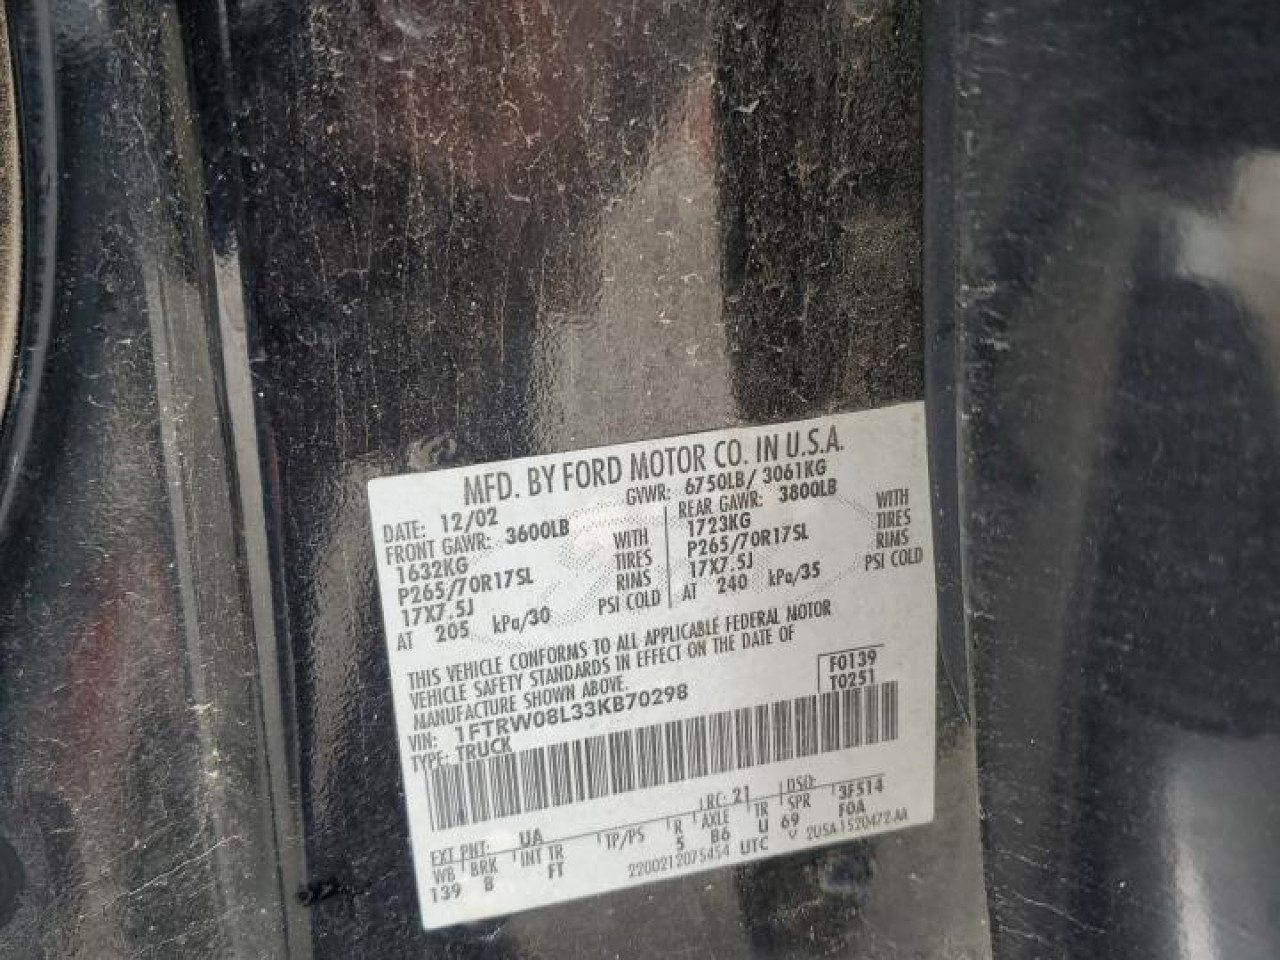 MFD. BY FORD MOTOR CO. IN U.S.A.
DATE: 12/02 GVWR: 6750LB/ 3061KG
FRONT GAWR: 3600LB
1632KG WITH
P265/70R17SL TIRES
17X7.5J RIMS
AT 205 kPa/30 PSI COLD
REAR GAWR: 3800LB
1723KG WITH
P265/70R17SL TIRES
17X7.5J RIMS
AT 240 kPa/35 PSI COLD
THIS VEHICLE CONFORMS TO ALL APPLICABLE FEDERAL MOTOR
VEHICLE SAFETY STANDARDS IN EFFECT ON THE DATE OF
MANUFACTURE SHOWN ABOVE.
VIN: 1FTRW08L33KB70298
TYPE: TRUCK
F0139
T0251
EXT PNT: UA RC: 21 DSO: 3F514
WB BRK INT TR TP/PS R AXLE TR SPR F0A
139 B FT 5 B6 U 69
2200212075454 UTC V 2U5A 1520472-AA